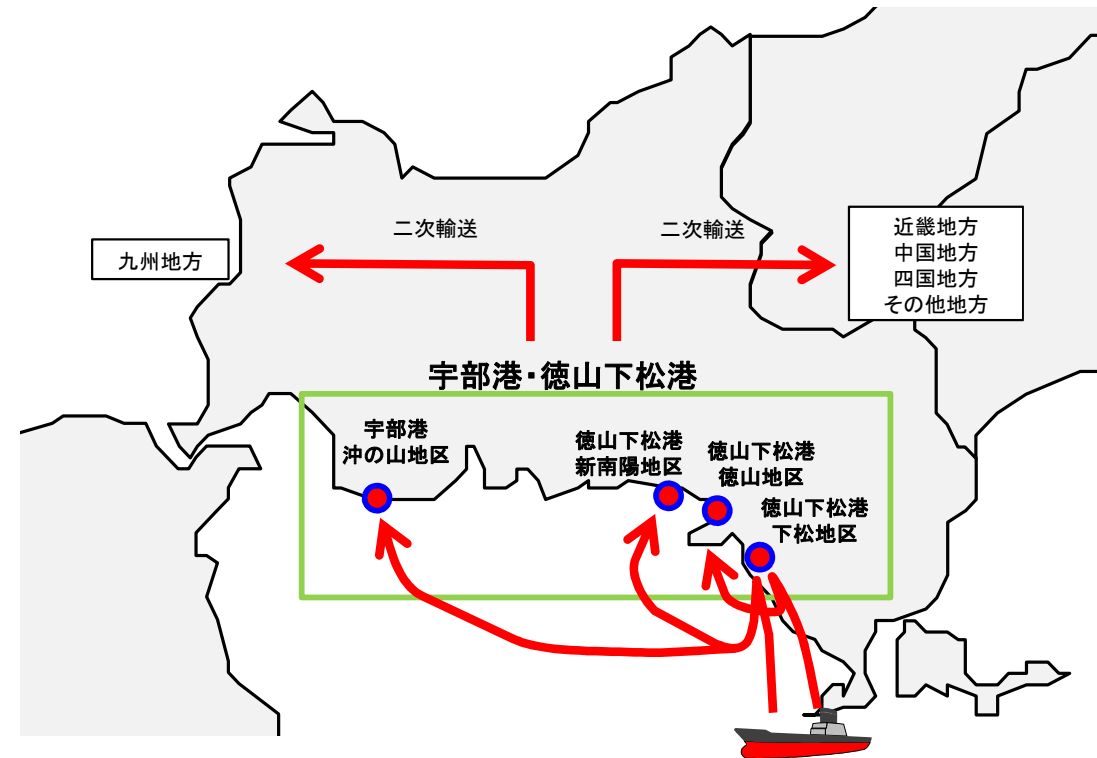 二次輸送
二次輸送
九州地方
近畿地方
中国地方
四国地方
その他地方
宇部港・徳山下松港
宇部港
沖の山地区
徳山下松港
新南陽地区
徳山下松港
徳山地区
徳山下松港
下松地区